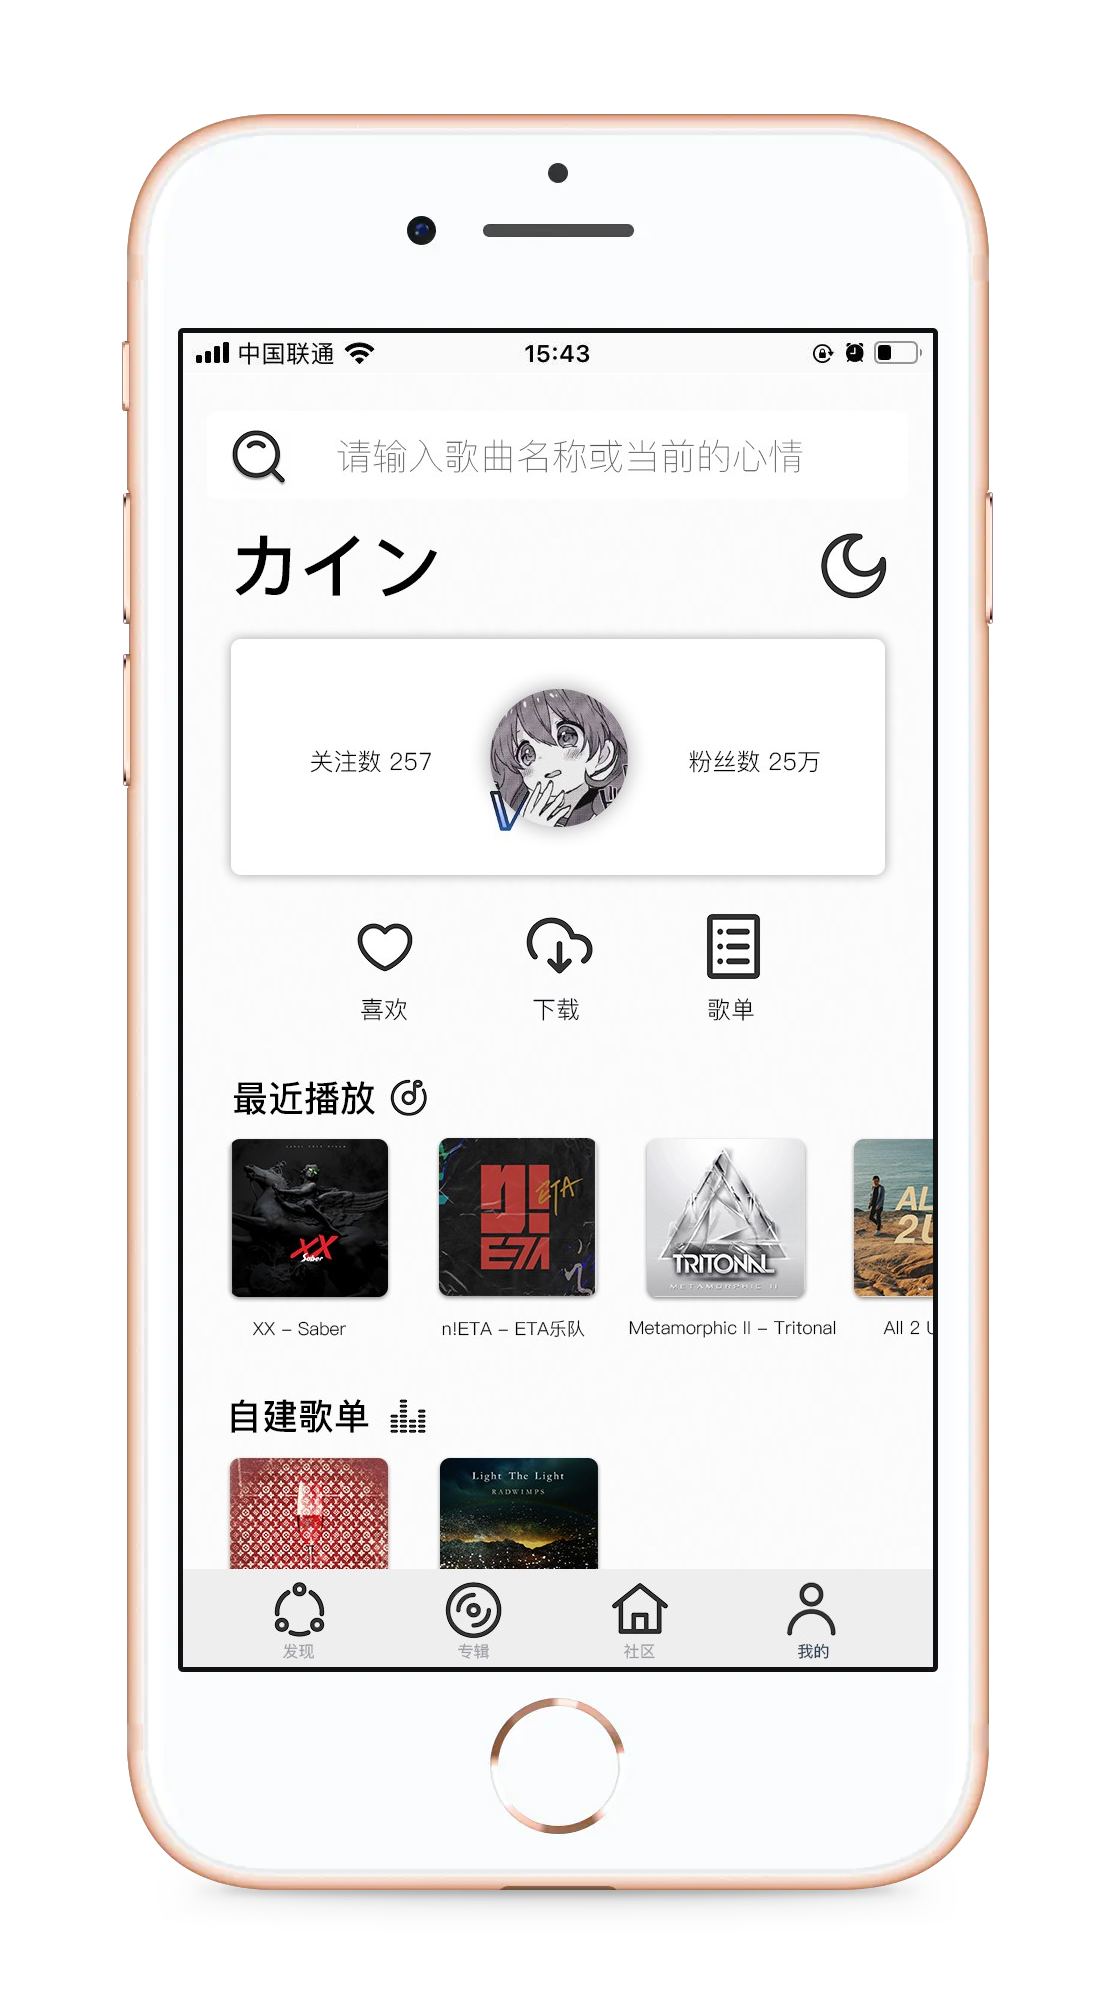 中国联通
15:43
请输入歌曲名称或当前的心情
カイン
关注数 257
粉丝数 25万
V
喜欢
下载
歌单
最近播放
XX
Saber
n!
ETA
ETA
TRITONAL
METAMORPHIC II
AL
2U
XX – Saber
n!ETA – ETA乐队
Metamorphic II – Tritonal
All 2 U
自建歌单
Light The Light
RADWIMPS
发现
专辑
社区
我的